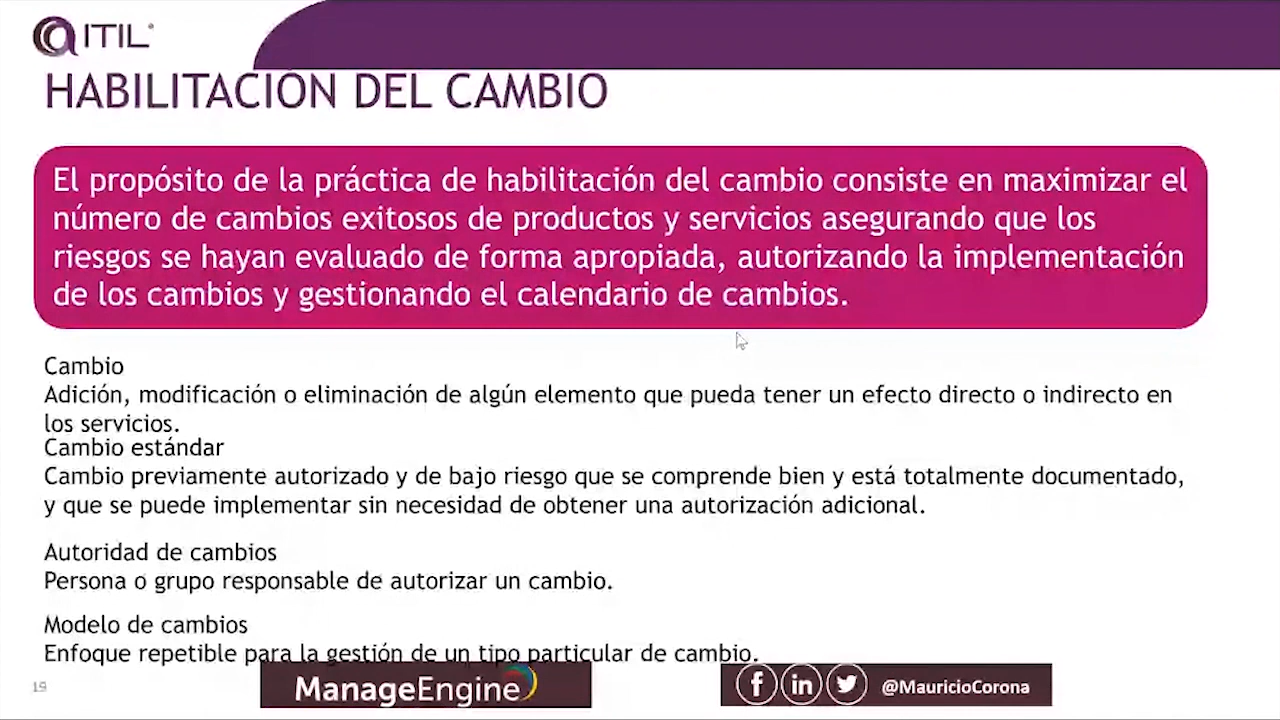 ITIL®
HABILITACIÓN DEL CAMBIO
El propósito de la práctica de habilitación del cambio consiste en maximizar el
número de cambios exitosos de productos y servicios asegurando que los
riesgos se hayan evaluado de forma apropiada, autorizando la implementación
de los cambios y gestionando el calendario de cambios.
Cambio
Adición, modificación o eliminación de algún elemento que pueda tener un efecto directo o indirecto en
los servicios.
Cambio estándar
Cambio previamente autorizado y de bajo riesgo que se comprende bien y está totalmente documentado,
y que se puede implementar sin necesidad de obtener una autorización adicional.
Autoridad de cambios
Persona o grupo responsable de autorizar un cambio.
Modelo de cambios
Enfoque repetible para la gestión de un tipo particular de cambio.
19
ManageEngine
f in @MauricioCorona